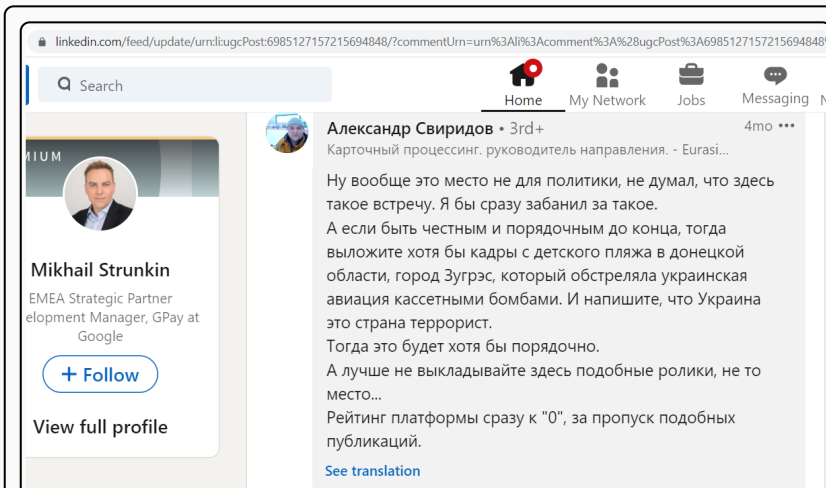 linkedin.com/feed/update/urn:li:ugcPost:6985127157215694848/?commentUrn=urn%3Ali%3Acomment%3A%28ugcPost%3A6985127157215694848%
Search
Home
My Network
Jobs
Messaging
MIUM
Mikhail Strunkin
EMEA Strategic Partner
elopment Manager, GPay at
Google
+ Follow
View full profile
Александр Свиридов • 3rd+
4mo •••
Карточный процессинг. руководитель направления. - Eurasi...
Ну вообще это место не для политики, не думал, что здесь
такое встречу. Я бы сразу забанил за такое.
А если быть честным и порядочным до конца, тогда
выложите хотя бы кадры с детского пляжа в донецкой
области, город Зугрэс, который обстреляла украинская
авиация кассетными бомбами. И напишите, что Украина
это страна террорист.
Тогда это будет хотя бы порядочно.
А лучше не выкладывайте здесь подобные ролики, не то
место...
Рейтинг платформы сразу к "0", за пропуск подобных
публикаций.
See translation